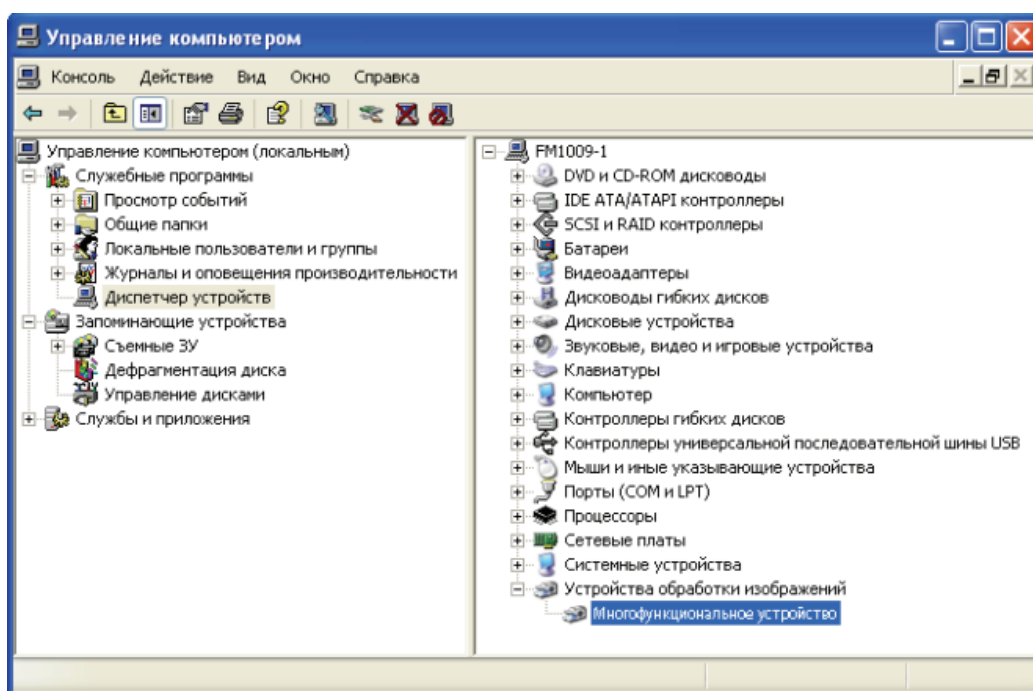 Управление компьютером
Консоль Действие Вид Окно Справка
Управление компьютером (локальным)
Служебные программы
Просмотр событий
Общие папки
Локальные пользователи и группы
Журналы и оповещения производительности
Диспетчер устройств
Запоминающие устройства
Съемные ЗУ
Дефрагментация диска
Управление дисками
Службы и приложения
FM1009-1
DVD и CD-ROM дисководы
IDE ATA/ATAPI контроллеры
SCSI и RAID контроллеры
Батареи
Видеоадаптеры
Дисководы гибких дисков
Дисковые устройства
Звуковые, видео и игровые устройства
Клавиатуры
Компьютер
Контроллеры гибких дисков
Контроллеры универсальной последовательной шины USB
Мыши и иные указывающие устройства
Порты (COM и LPT)
Процессоры
Сетевые платы
Системные устройства
Устройства обработки изображений
Многофункциональное устройство